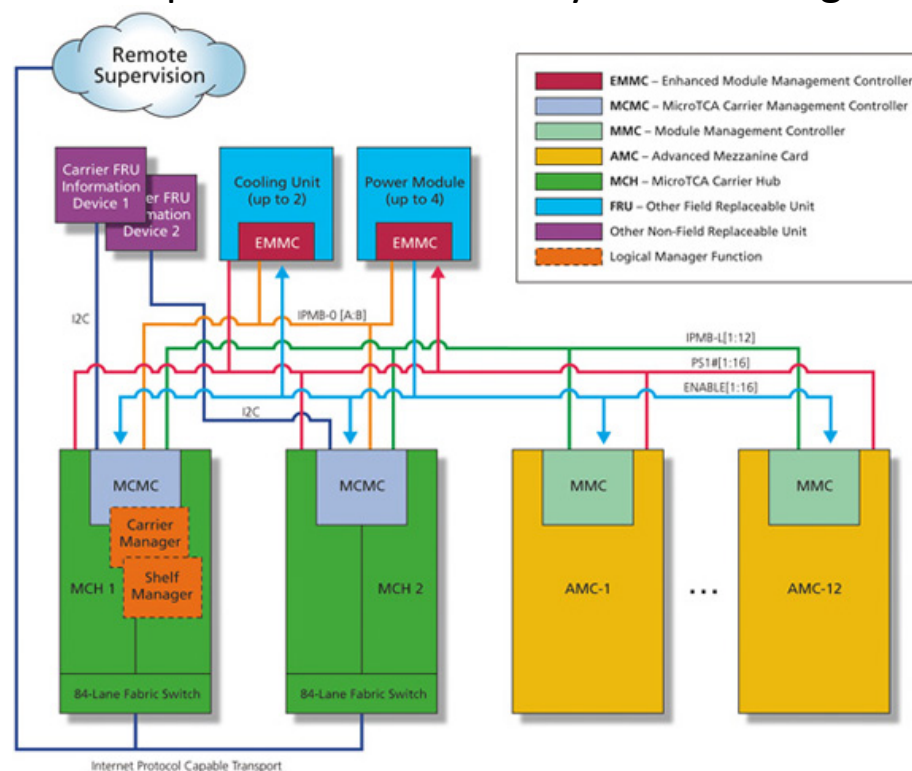 Remote
Supervision
EMMC – Enhanced Module Management Controller
MCMC – MicroTCA Carrier Management Controller
MMC – Module Management Controller
AMC – Advanced Mezzanine Card
MCH – MicroTCA Carrier Hub
FRU – Other Field Replaceable Unit
Other Non-Field Replaceable Unit
Logical Manager Function
Carrier FRU
Information
Device 1
ier FRU
mation
Device 2
Cooling Unit
(up to 2)
EMMC
Power Module
(up to 4)
EMMC
I2C
IPMB-0 [A:B]
IPMB-L[1:12]
PS1#[1:16]
ENABLE[1:16]
I2C
MCMC
Carrier
Manager
Shelf
Manager
MCH 1
84-Lane Fabric Switch
MCMC
MCH 2
84-Lane Fabric Switch
MMC
AMC-1
...
MMC
AMC-12
Internet Protocol Capable Transport